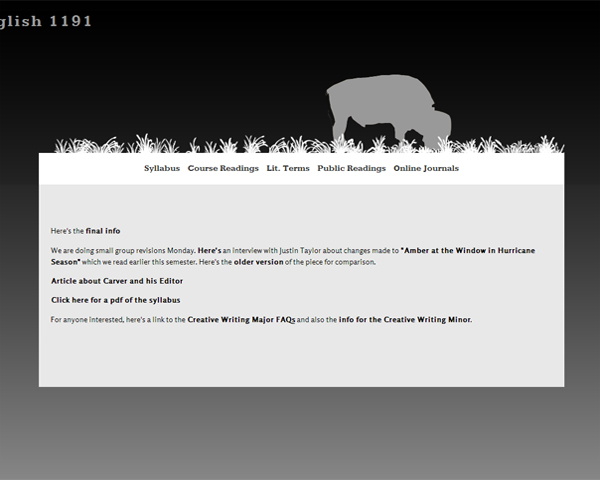 glish 1191
Syllabus Course Readings Lit. Terms Public Readings Online Journals
Here's the final info
We are doing small group revisions Monday. Here's an interview with Justin Taylor about changes made to "Amber at the Window in Hurricane
Season" which we read earlier this semester. Here's the older version of the piece for comparison.
Article about Carver and his Editor
Click here for a pdf of the syllabus
For anyone interested, here's a link to the Creative Writing Major FAQs and also the info for the Creative Writing Minor.